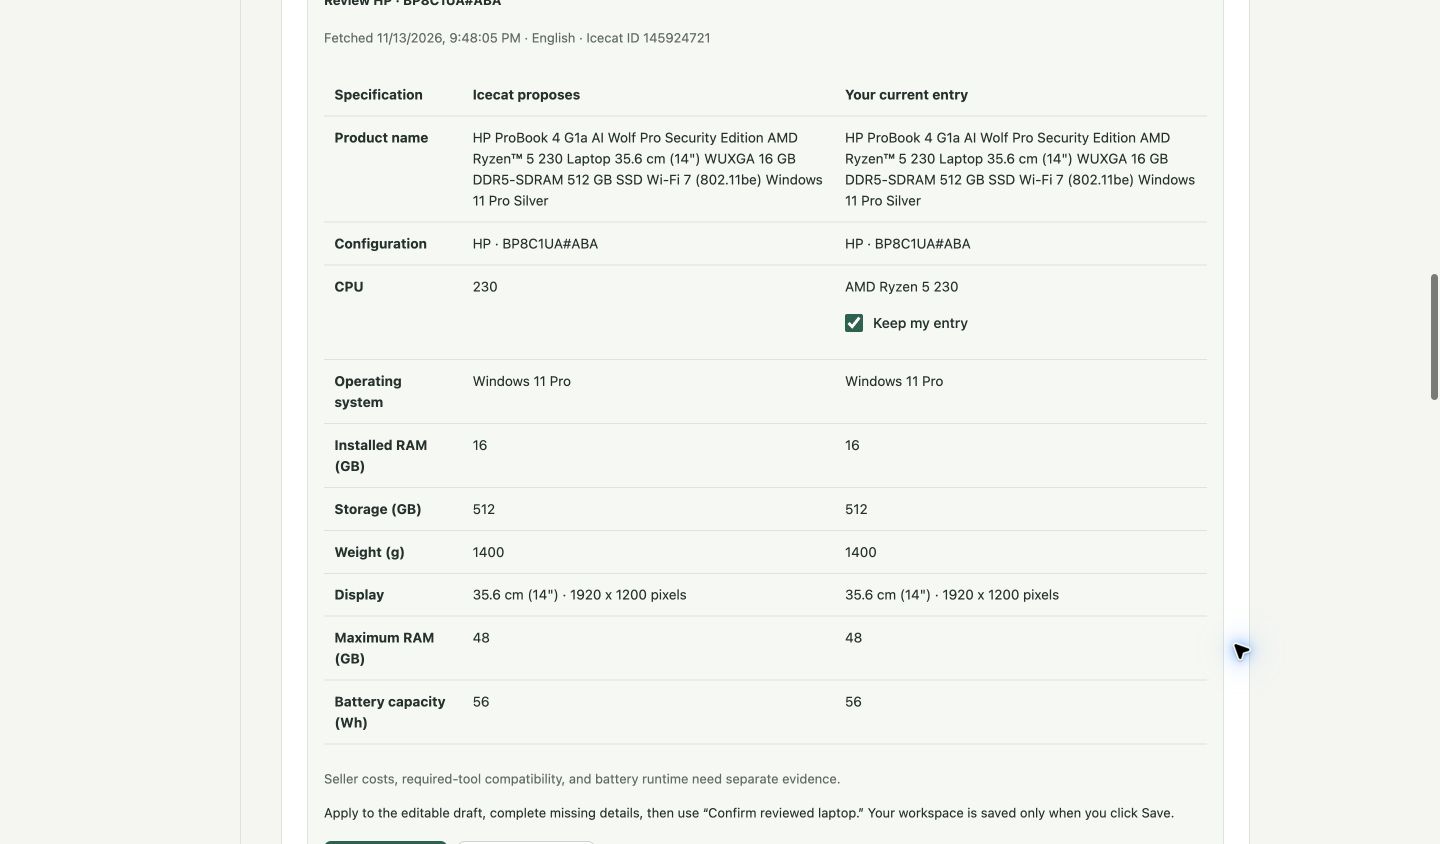 Review HP · BP8C1UA#ABA
Fetched 11/13/2026, 9:48:05 PM · English · Icecat ID 145924721
Specification
Icecat proposes
Your current entry
Product name
HP ProBook 4 G1a AI Wolf Pro Security Edition AMD
Ryzen™ 5 230 Laptop 35.6 cm (14") WUXGA 16 GB
DDR5-SDRAM 512 GB SSD Wi-Fi 7 (802.11be) Windows
11 Pro Silver
HP ProBook 4 G1a AI Wolf Pro Security Edition AMD
Ryzen™ 5 230 Laptop 35.6 cm (14") WUXGA 16 GB
DDR5-SDRAM 512 GB SSD Wi-Fi 7 (802.11be) Windows
11 Pro Silver
Configuration
HP · BP8C1UA#ABA
HP · BP8C1UA#ABA
CPU
230
AMD Ryzen 5 230
Keep my entry
Operating
system
Windows 11 Pro
Windows 11 Pro
Installed RAM
(GB)
16
16
Storage (GB)
512
512
Weight (g)
1400
1400
Display
35.6 cm (14") · 1920 x 1200 pixels
35.6 cm (14") · 1920 x 1200 pixels
Maximum RAM
(GB)
48
48
Battery capacity
(Wh)
56
56
Seller costs, required-tool compatibility, and battery runtime need separate evidence.
Apply to the editable draft, complete missing details, then use “Confirm reviewed laptop.” Your workspace is saved only when you click Save.